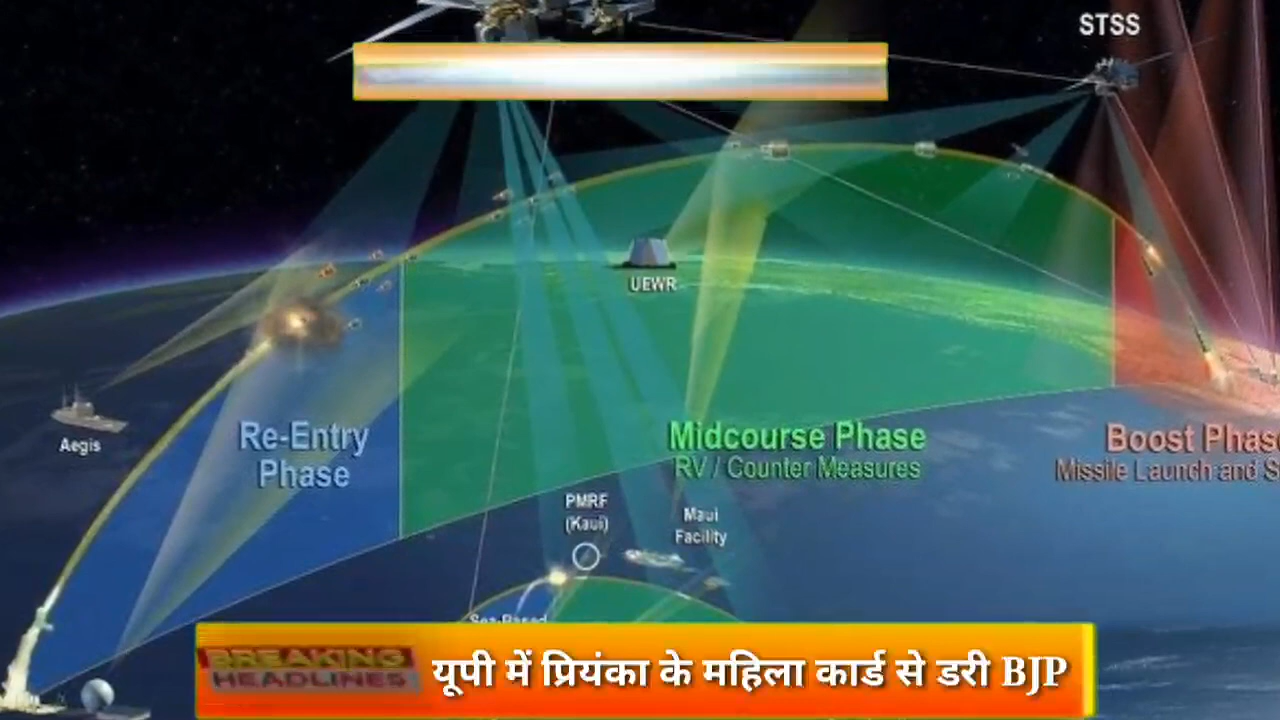 STSS
UEWR
Aegis
Re-Entry
Phase
Midcourse Phase
RV / Counter Measures
Boost Phase
Missile Launch and S
PMRF
(Kaui)
Maui
Facility
Sea-Based
BREAKING
HEADLINES
यूपी में प्रियंका के महिला कार्ड से डरी BJP